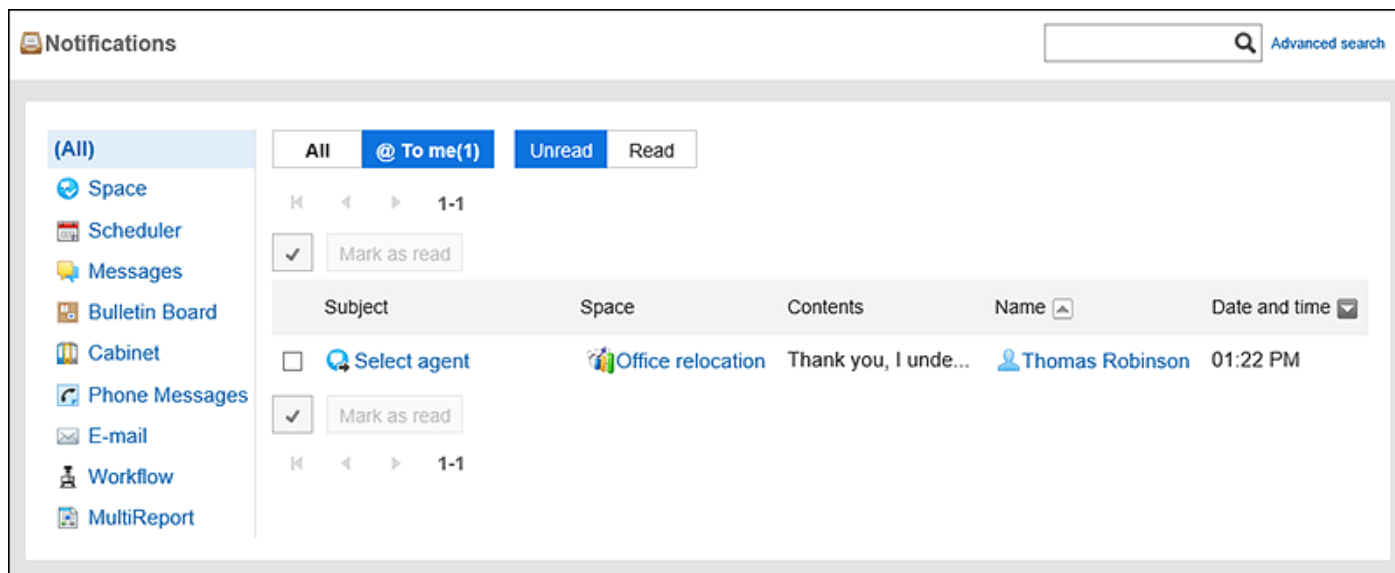 Notifications
Advanced search
(All)
Space
Scheduler
Messages
Bulletin Board
Cabinet
Phone Messages
E-mail
Workflow
MultiReport
All @ To me(1) Unread Read
1-1
Mark as read
Subject Space Contents Name Date and time
Select agent Office relocation Thank you, I unde... Thomas Robinson 01:22 PM
Mark as read
1-1